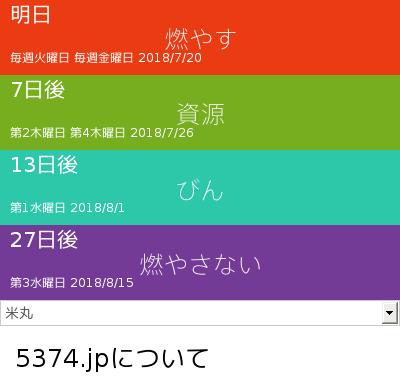 明日
燃やす
毎週火曜日 毎週金曜日 2018/7/20
7日後
資源
第2木曜日 第4木曜日 2018/7/26
13日後
びん
第1水曜日 2018/8/1
27日後
燃やさない
第3水曜日 2018/8/15
米丸
5374.jpについて